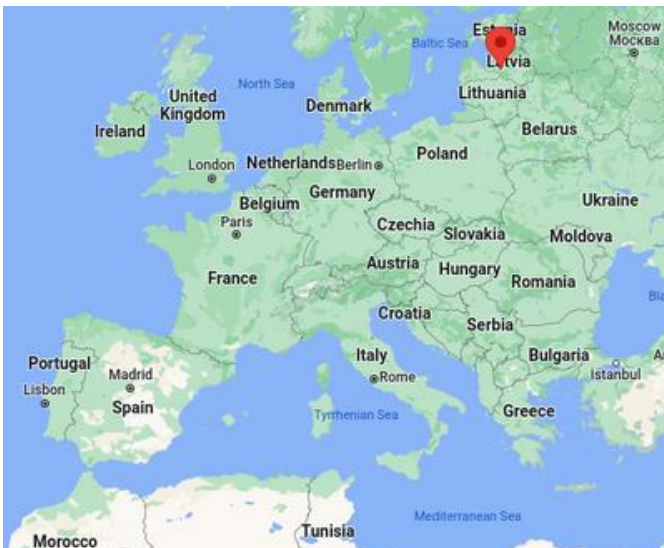 Moscow
Москва
Estonia
Baltic Sea
Latvia
North Sea
Lithuania
United
Kingdom
Denmark
Ireland
Belarus
London
Netherlands
Berlin
Poland
Germany
Belgium
Ukraine
Paris
Czechia
Slovakia
Moldova
Austria
Hungary
France
Romania
Bla
Croatia
Serbia
Italy
Bulgaria
Portugal
Madrid
Istanbul
Rome
Lisbon
Spain
Tyrrhenian Sea
Greece
Mediterranean Sea
Tunisia
Morocco